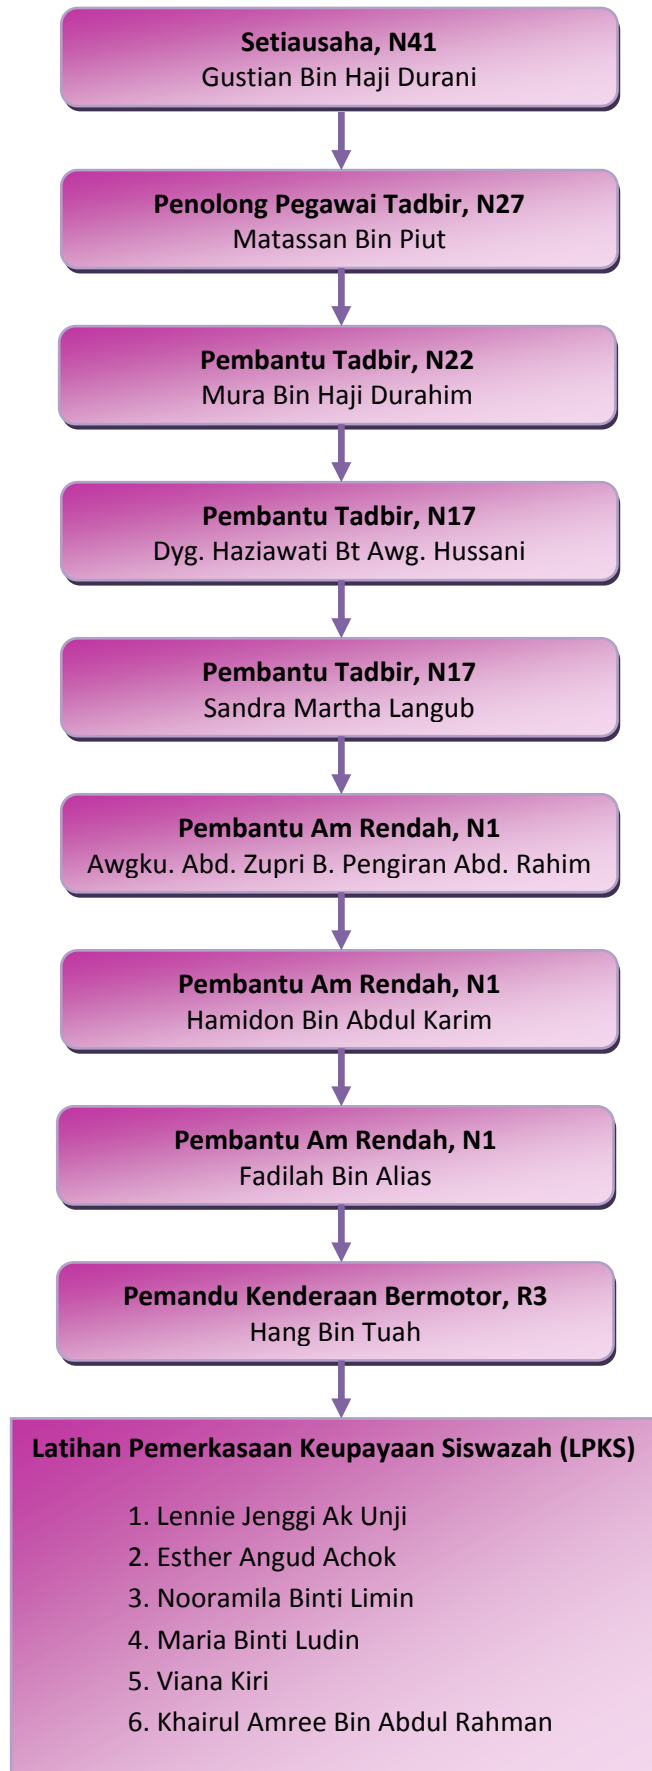 Setiausaha, N41
Gustian Bin Haji Durani
Penolong Pegawai Tadbir, N27
Matassan Bin Piut
Pembantu Tadbir, N22
Mura Bin Haji Durahim
Pembantu Tadbir, N17
Dyg. Haziawati Bt Awg. Hussani
Pembantu Tadbir, N17
Sandra Martha Langub
Pembantu Am Rendah, N1
Awgku. Abd. Zupri B. Pengiran Abd. Rahim
Pembantu Am Rendah, N1
Hamidon Bin Abdul Karim
Pembantu Am Rendah, N1
Fadilah Bin Alias
Pemandu Kenderaan Bermotor, R3
Hang Bin Tuah
Latihan Pemerkasaan Keupayaan Siswazah (LPKS)
1. Lennie Jenggi Ak Unji
2. Esther Angud Achok
3. Nooramila Binti Limin
4. Maria Binti Ludin
5. Viana Kiri
6. Khairul Amree Bin Abdul Rahman